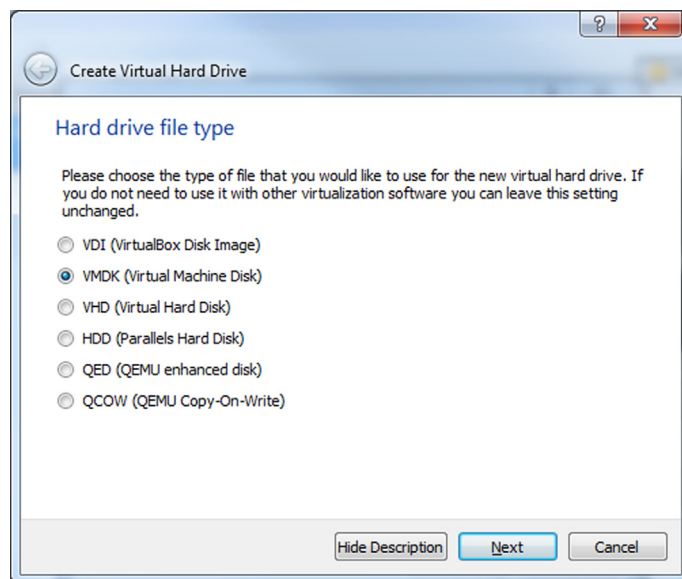 ?
X
Create Virtual Hard Drive
Hard drive file type
Please choose the type of file that you would like to use for the new virtual hard drive. If
you do not need to use it with other virtualization software you can leave this setting
unchanged.
VDI (VirtualBox Disk Image)
VMDK (Virtual Machine Disk)
VHD (Virtual Hard Disk)
HDD (Parallels Hard Disk)
QED (QEMU enhanced disk)
QCOW (QEMU Copy-On-Write)
Hide Description
Next
Cancel